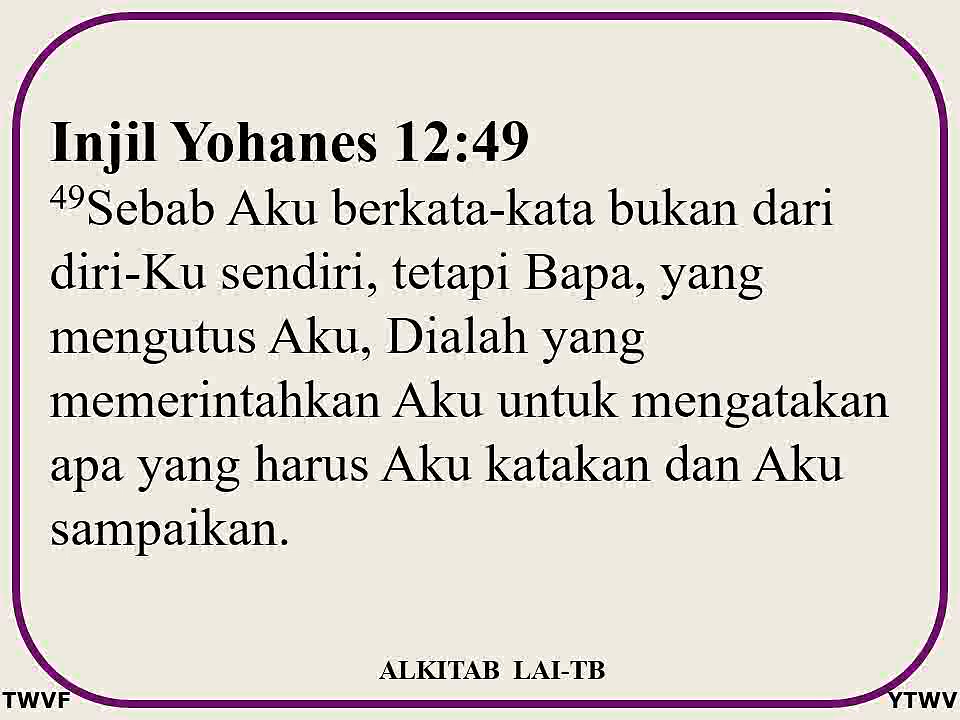 Injil Yohanes 12:49
49Sebab Aku berkata-kata bukan dari
diri-Ku sendiri, tetapi Bapa, yang
mengutus Aku, Dialah yang
memerintahkan Aku untuk mengatakan
apa yang harus Aku katakan dan Aku
sampaikan.
ALKITAB LAI-TB
TWVF
YTWV